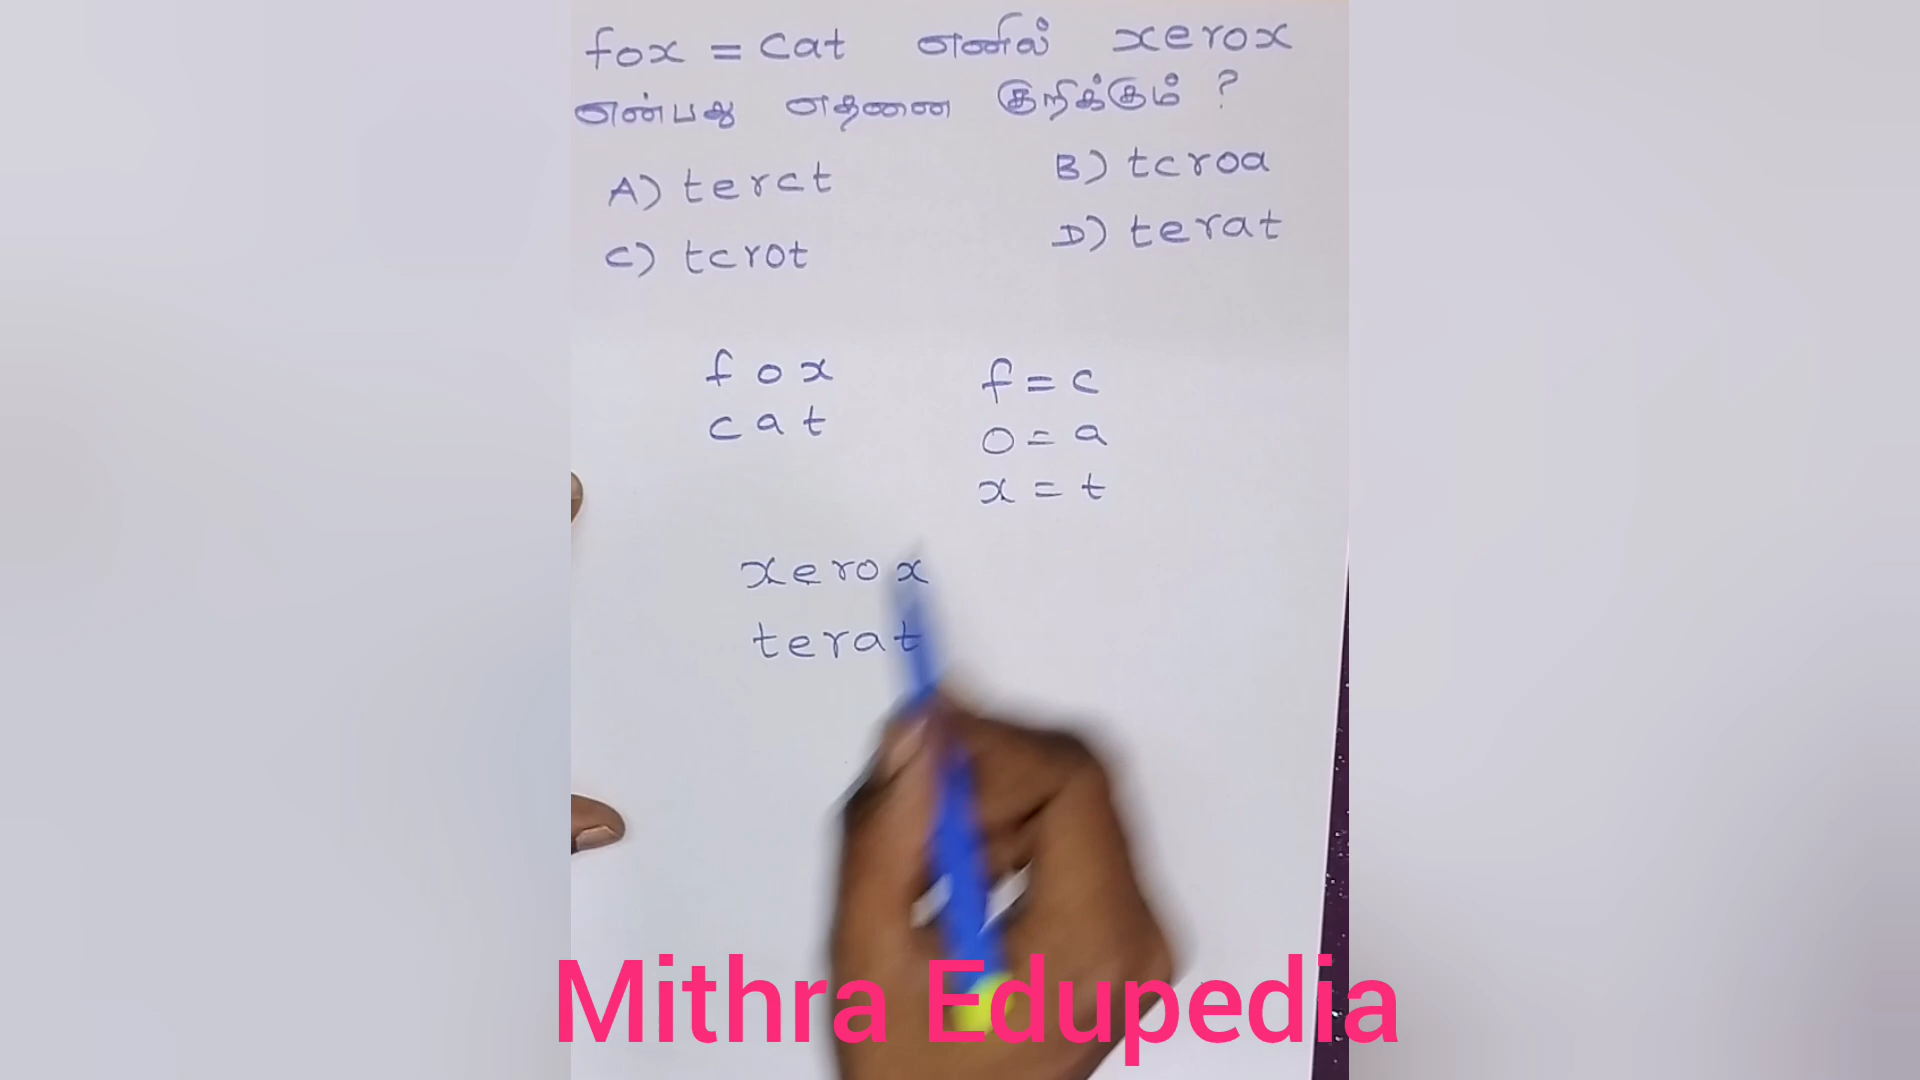 fox = cat எனில் xerox
என்பது எதனை குறிக்கும் ?
A) terct B) tcroa
C) tcrot D) terat
f o x f = c
c a t o = a
x = t
xerox
terat
Mithra Edupedia